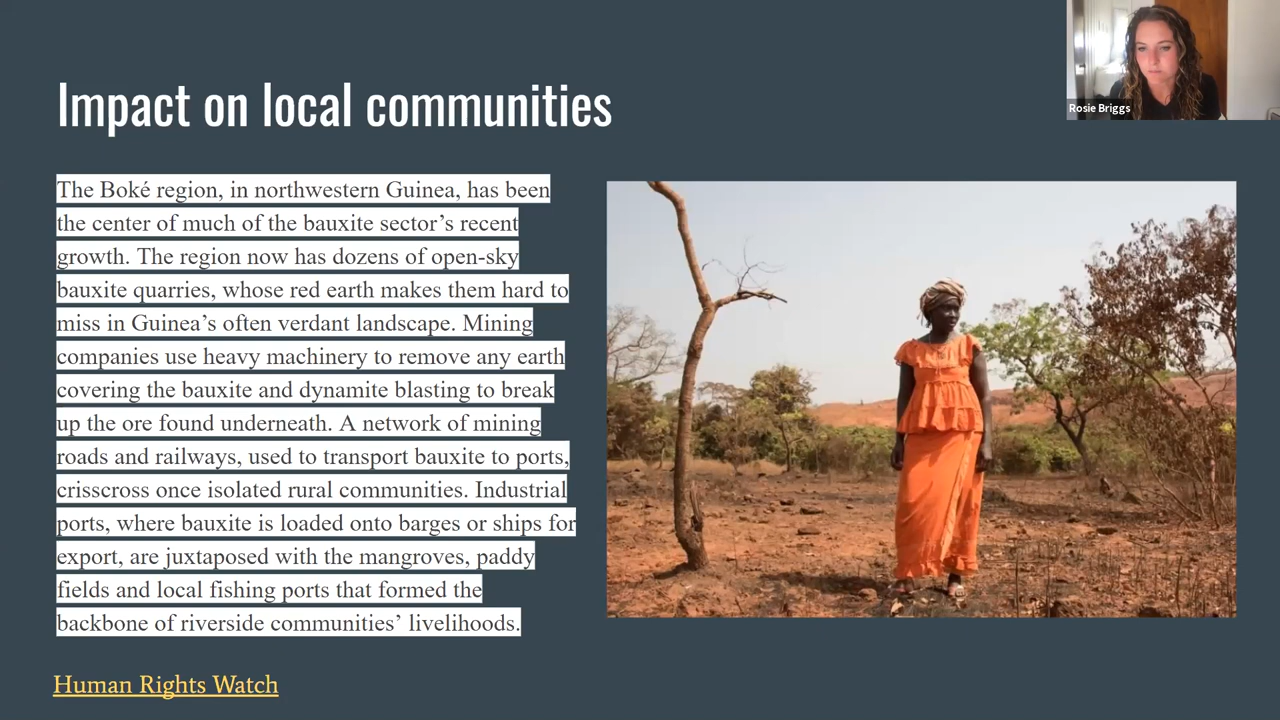 Impact on local communities
Rosie Briggs
The Boké region, in northwestern Guinea, has been
the center of much of the bauxite sector’s recent
growth. The region now has dozens of open-sky
bauxite quarries, whose red earth makes them hard to
miss in Guinea’s often verdant landscape. Mining
companies use heavy machinery to remove any earth
covering the bauxite and dynamite blasting to break
up the ore found underneath. A network of mining
roads and railways, used to transport bauxite to ports,
crisscross once isolated rural communities. Industrial
ports, where bauxite is loaded onto barges or ships for
export, are juxtaposed with the mangroves, paddy
fields and local fishing ports that formed the
backbone of riverside communities’ livelihoods.
Human Rights Watch